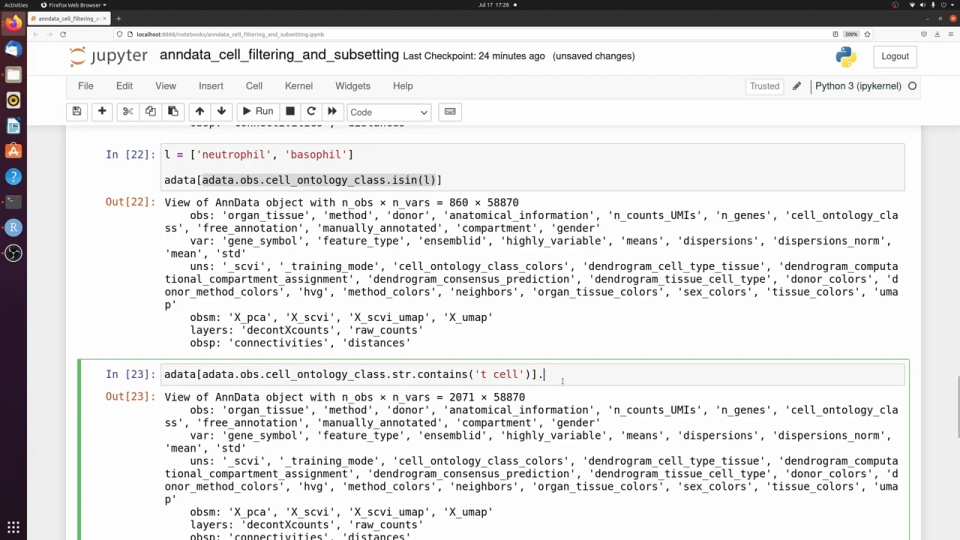 Activities
Firefox Web Browser
Jul 17 17:28
anndata_cell_filtering_a
localhost:8888/notebooks/anndata_cell_filtering_and_subsetting.ipynb
200%
jupyter anndata_cell_filtering_and_subsetting Last Checkpoint: 24 minutes ago (unsaved changes)
Logout
File Edit View Insert Cell Kernel Widgets Help
Trusted
Python 3 (ipykernel)
Run
Code
obsp: 'connectivities', 'distances'
In [22]: l = ['neutrophil', 'basophil']
adata[adata.obs.cell_ontology_class.isin(l)]
Out[22]: View of AnnData object with n_obs × n_vars = 860 × 58870
obs: 'organ_tissue', 'method', 'donor', 'anatomical_information', 'n_counts_UMIs', 'n_genes', 'cell_ontology_cla
ss', 'free_annotation', 'manually_annotated', 'compartment', 'gender'
var: 'gene_symbol', 'feature_type', 'ensemblid', 'highly_variable', 'means', 'dispersions', 'dispersions_norm',
'mean', 'std'
uns: '_scvi', '_training_mode', 'cell_ontology_class_colors', 'dendrogram_cell_type_tissue', 'dendrogram_computa
tional_compartment_assignment', 'dendrogram_consensus_prediction', 'dendrogram_tissue_cell_type', 'donor_colors', 'd
onor_method_colors', 'hvg', 'method_colors', 'neighbors', 'organ_tissue_colors', 'sex_colors', 'tissue_colors', 'uma
p'
obsm: 'X_pca', 'X_scvi', 'X_scvi_umap', 'X_umap'
layers: 'decontXcounts', 'raw_counts'
obsp: 'connectivities', 'distances'
In [23]: adata[adata.obs.cell_ontology_class.str.contains('t cell')].
Out[23]: View of AnnData object with n_obs × n_vars = 2071 × 58870
obs: 'organ_tissue', 'method', 'donor', 'anatomical_information', 'n_counts_UMIs', 'n_genes', 'cell_ontology_cla
ss', 'free_annotation', 'manually_annotated', 'compartment', 'gender'
var: 'gene_symbol', 'feature_type', 'ensemblid', 'highly_variable', 'means', 'dispersions', 'dispersions_norm',
'mean', 'std'
uns: '_scvi', '_training_mode', 'cell_ontology_class_colors', 'dendrogram_cell_type_tissue', 'dendrogram_computa
tional_compartment_assignment', 'dendrogram_consensus_prediction', 'dendrogram_tissue_cell_type', 'donor_colors', 'd
onor_method_colors', 'hvg', 'method_colors', 'neighbors', 'organ_tissue_colors', 'sex_colors', 'tissue_colors', 'uma
p'
obsm: 'X_pca', 'X_scvi', 'X_scvi_umap', 'X_umap'
layers: 'decontXcounts', 'raw_counts'
obsp: 'connectivities', 'distances'